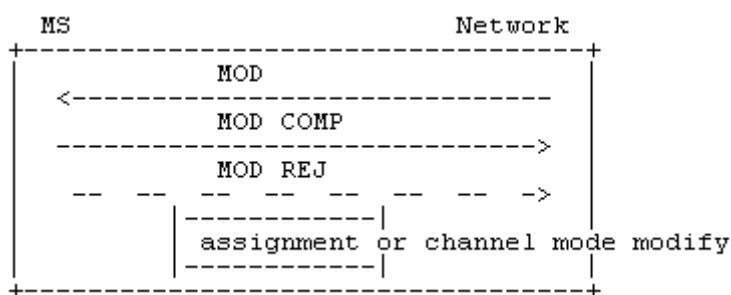 MS Network
MOD
MOD COMP
MOD REJ
assignment or channel mode modify